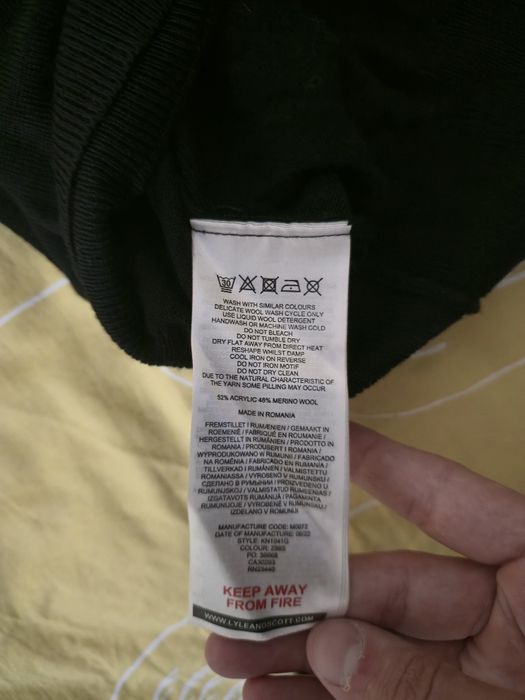 30
WASH WITH SIMILAR COLOURS
DELICATE WOOL WASH CYCLE ONLY
USE LIQUID WOOL DETERGENT
HANDWASH OR MACHINE WASH COLD
DO NOT BLEACH
DO NOT TUMBLE DRY
DRY FLAT AWAY FROM DIRECT HEAT
RESHAPE WHILST DAMP
COOL IRON ON REVERSE
DO NOT IRON MOTIF
DO NOT DRY CLEAN
DUE TO THE NATURAL CHARACTERISTIC OF
THE YARN SOME PILLING MAY OCCUR
52% ACRYLIC 48% MERINO WOOL
MADE IN ROMANIA
FREMSTILLET I RUMÆNIEN / GEMAAKT IN
ROEMENIË / FABRIQUÉ EN ROUMANIE /
HERGESTELLT IN RUMÄNIEN / PRODOTTO IN
ROMANIA / PRODUSERT I ROMANIA /
WYPRODUKOWANO W RUMUNII / FABRICADO
NA ROMÉNIA / FABRICADO EN RUMANÍA /
TILLVERKAD I RUMÄNIEN / VALMISTETTU
ROMANIASSA / VYROBENO V RUMUNSKU /
СДЕЛАНО В РУМЫНИИ / PROIZVEDENO U
RUMUNJSKOJ / VALMISTATUD RUMEENIAS /
IZGATAVOTS RUMĀNIJĀ / PAGAMINTA
RUMUNIJOJE / VYROBENÉ V RUMUNSKU /
IZDELANO V ROMUNIJI
MANUFACTURE CODE: M0072
DATE OF MANUFACTURE:
STYLE: KN1041G
COLOUR: Z865
PO:
KEEP AWAY
FROM FIRE
WWW.LYLEANDSCOTT.COM